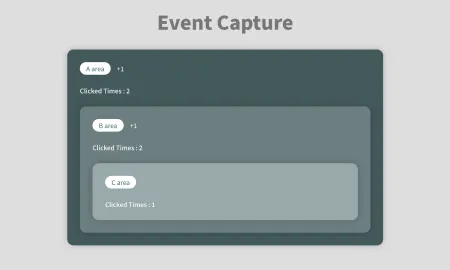 Event Capture
A area +1
Clicked Times : 2
B area +1
Clicked Times : 2
C area
Clicked Times : 1